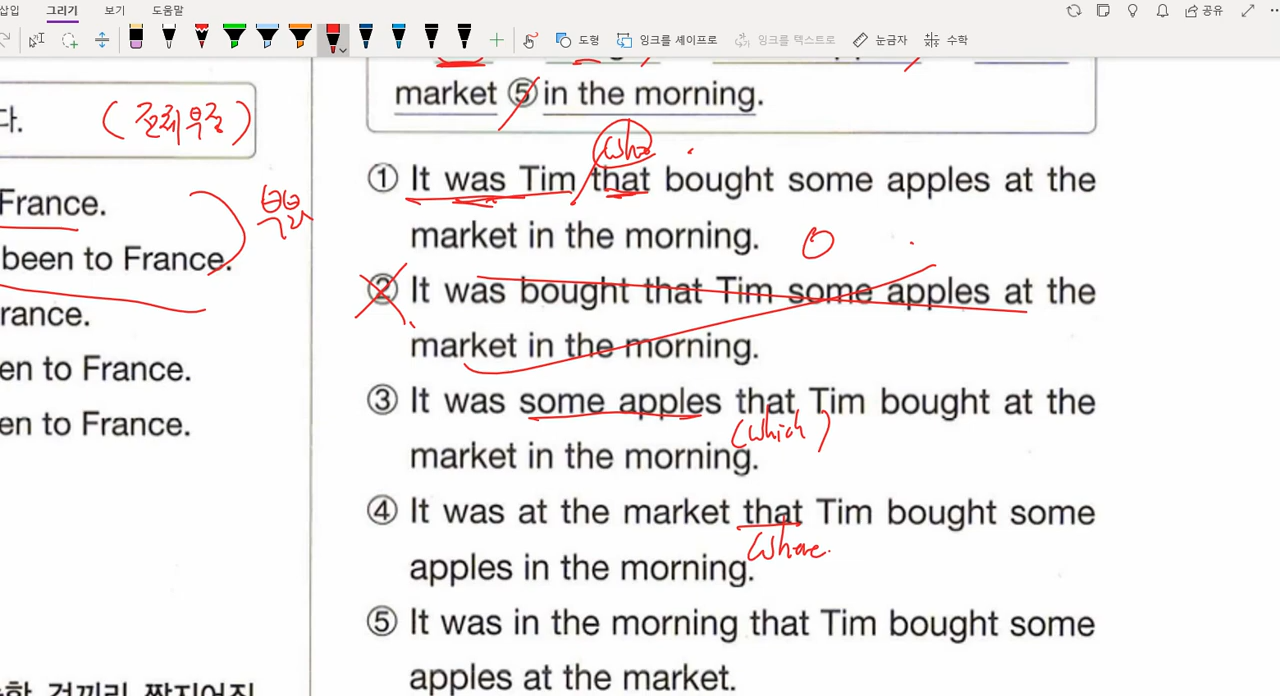 삽입 그리기 보기 도움말
공유
도형 잉크를 셰이프로 잉크를 텍스트로 눈금자 수학
다. (전체부정)
France.
been to France.
rance.
en to France.
en to France.
market ⑤ in the morning.
who
① It was Tim that bought some apples at the
market in the morning.
② It was bought that Tim some apples at the
market in the morning.
③ It was some apples that Tim bought at the
(which)
market in the morning.
④ It was at the market that Tim bought some
where.
apples in the morning.
⑤ It was in the morning that Tim bought some
apples at the market.